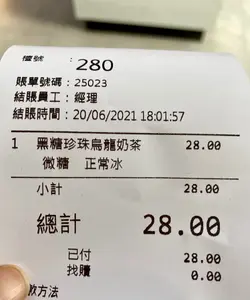 檯號： 280
賬單號碼：25023
結賬員工：經理
結賬時間：20/06/2021 18:01:57
1 黑糖珍珠烏龍奶茶 28.00
微糖 正常冰
小計 28.00
總計 28.00
已付 28.00
找贖 0.00
款方法